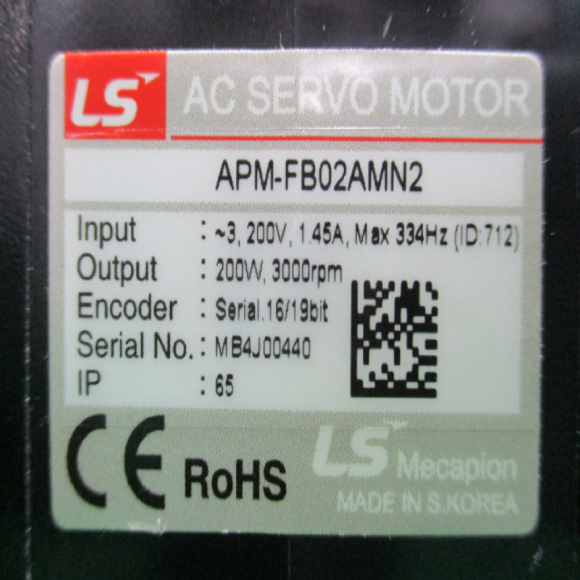 LS AC SERVO MOTOR
APM-FB02AMN2
Input : ~3, 200V, 1.45A, Max 334Hz (ID:712)
Output : 200W, 3000rpm
Encoder : Serial.16/19bit
Serial No. : MB4J00440
IP : 65
CE RoHS LS Mecapion
MADE IN S.KOREA